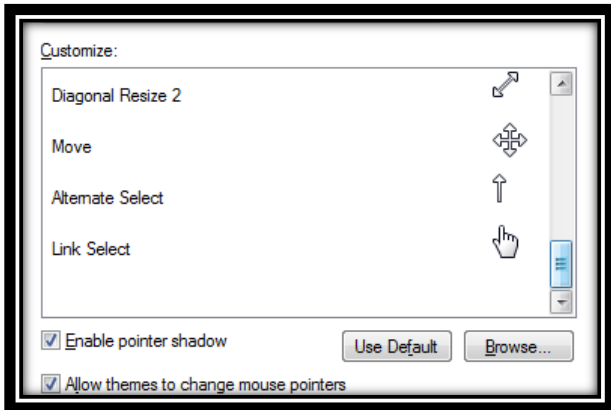 Customize:
Diagonal Resize 2
Move
Alternate Select
Link Select
Enable pointer shadow
Use Default
Browse...
Allow themes to change mouse pointers